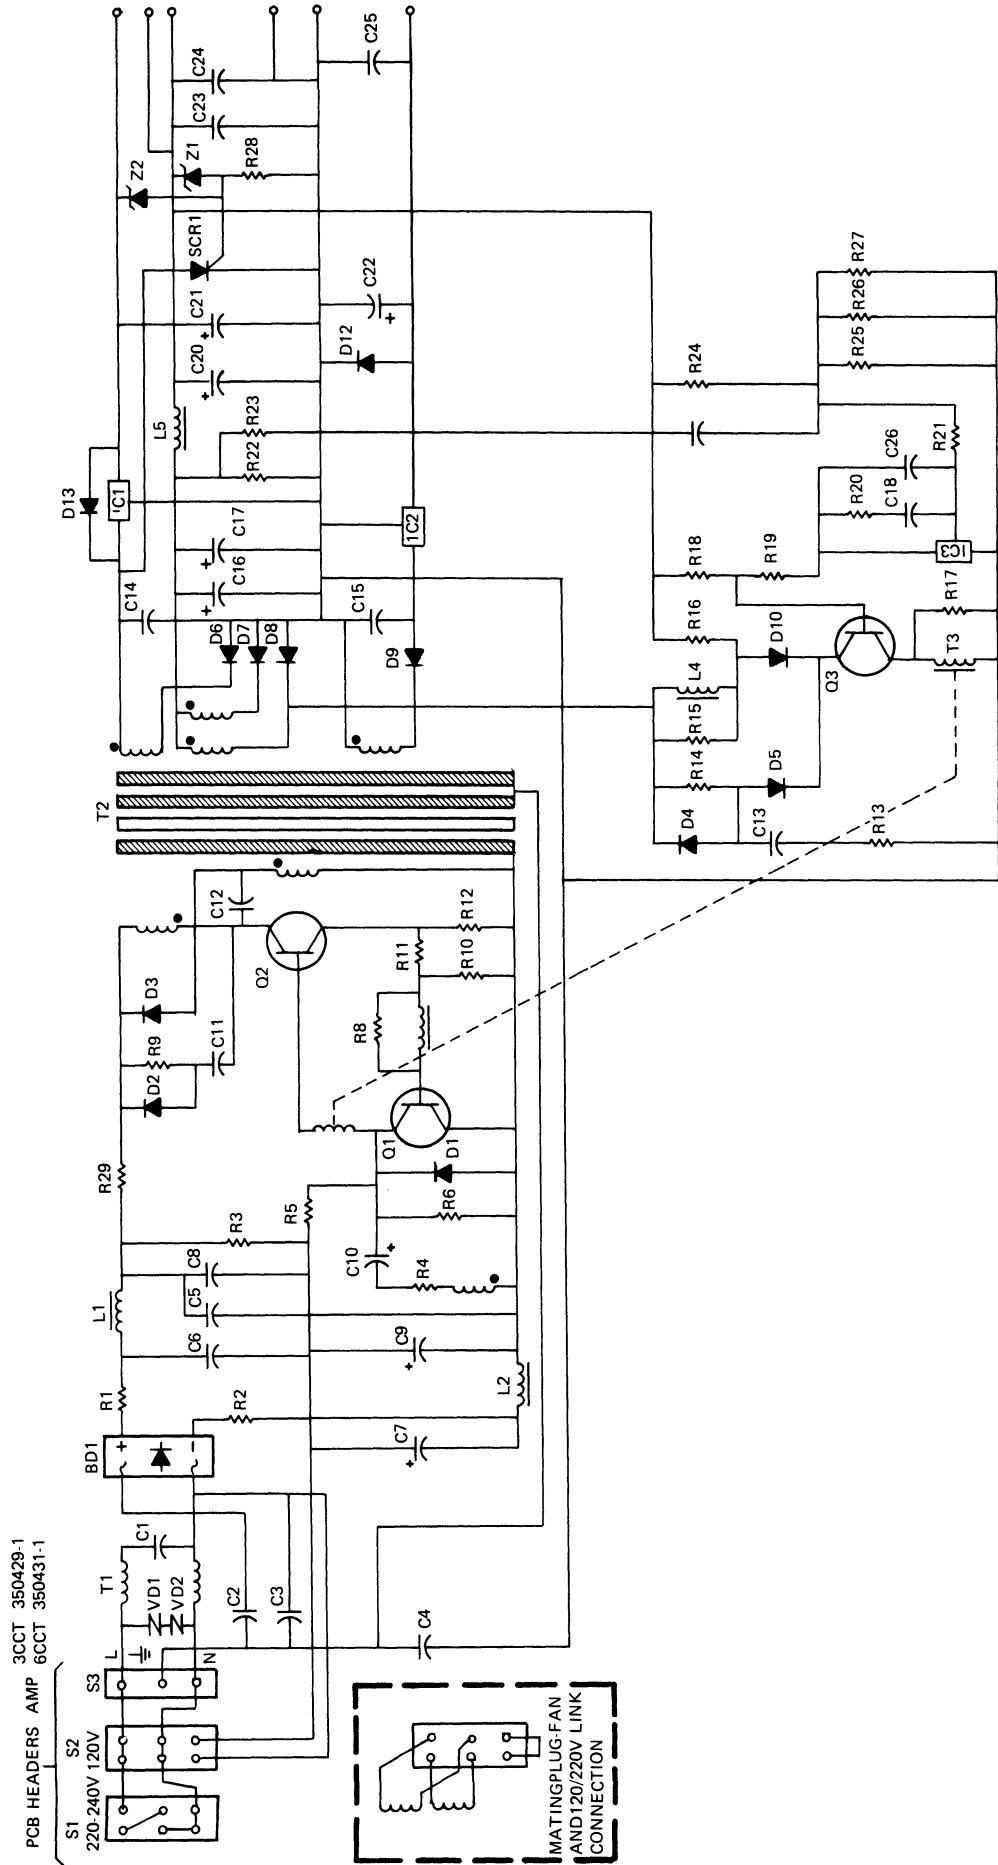 PCB HEADERS AMP 3CCT 350429-1
6CCT 350431-1
S1
220-240V
S2
120V
S3
L
N
T1
VD1
VD2
C1
C2
C3
C4
BD1
+
−
R1
R2
C6
L1
C5
C8
R3
R5
C7
+
C9
+
L2
C10
+
R4
R6
D1
Q1
R29
D2
R9
D3
C11
C12
Q2
R8
R11
R10
R12
T2
D6
D7
D8
D9
C14
C15
C16
+
C17
+
D13
IC1
1C2
R22
R23
L5
C20
+
C21
+
D12
C22
+
SCR1
Z2
Z1
R28
C23
C24
C25
D4
R14
R15
L4
R16
R18
C13
D5
D10
R19
R13
Q3
T3
R17
IC3
R20
C18
C26
R21
R24
R25
R26
R27
MATINGPLUG-FAN
AND120/220V LINK
CONNECTION